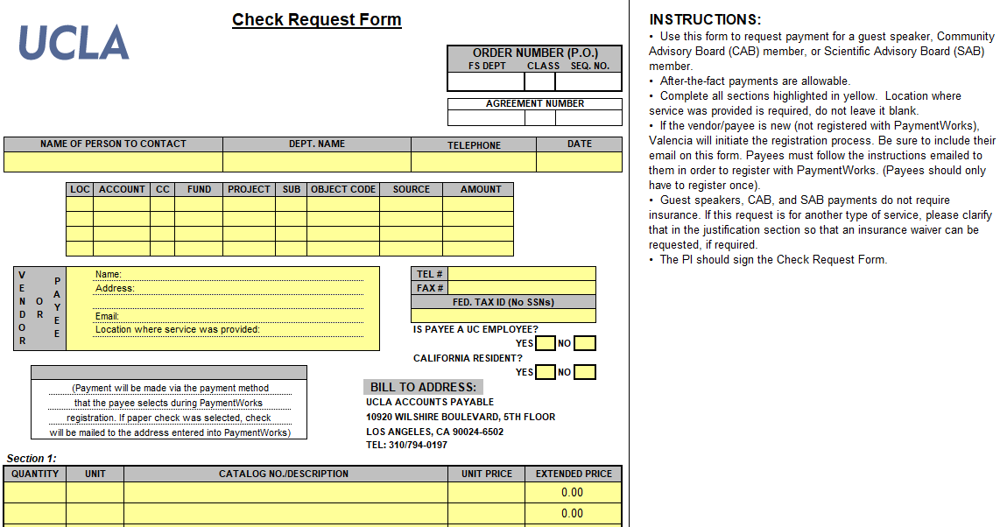 UCLA
Check Request Form
ORDER NUMBER (P.O.)
FS DEPT CLASS SEQ. NO.
AGREEMENT NUMBER
NAME OF PERSON TO CONTACT DEPT. NAME TELEPHONE DATE
LOC ACCOUNT CC FUND PROJECT SUB OBJECT CODE SOURCE AMOUNT
VENDOR OR PAYEE
Name:
Address:
Email:
Location where service was provided:
TEL #
FAX #
FED. TAX ID (No SSNs)
IS PAYEE A UC EMPLOYEE?
YES NO
CALIFORNIA RESIDENT?
YES NO
(Payment will be made via the payment method
that the payee selects during PaymentWorks
registration. If paper check was selected, check
will be mailed to the address entered into PaymentWorks)
BILL TO ADDRESS:
UCLA ACCOUNTS PAYABLE
10920 WILSHIRE BOULEVARD, 5TH FLOOR
LOS ANGELES, CA 90024-6502
TEL: 310/794-0197
Section 1:
QUANTITY UNIT CATALOG NO./DESCRIPTION UNIT PRICE EXTENDED PRICE
0.00
0.00
INSTRUCTIONS:
• Use this form to request payment for a guest speaker, Community
Advisory Board (CAB) member, or Scientific Advisory Board (SAB)
member.
• After-the-fact payments are allowable.
• Complete all sections highlighted in yellow. Location where
service was provided is required, do not leave it blank.
• If the vendor/payee is new (not registered with PaymentWorks),
Valencia will initiate the registration process. Be sure to include their
email on this form. Payees must follow the instructions emailed to
them in order to register with PaymentWorks. (Payees should only
have to register once).
• Guest speakers, CAB, and SAB payments do not require
insurance. If this request is for another type of service, please clarify
that in the justification section so that an insurance waiver can be
requested, if required.
• The PI should sign the Check Request Form.